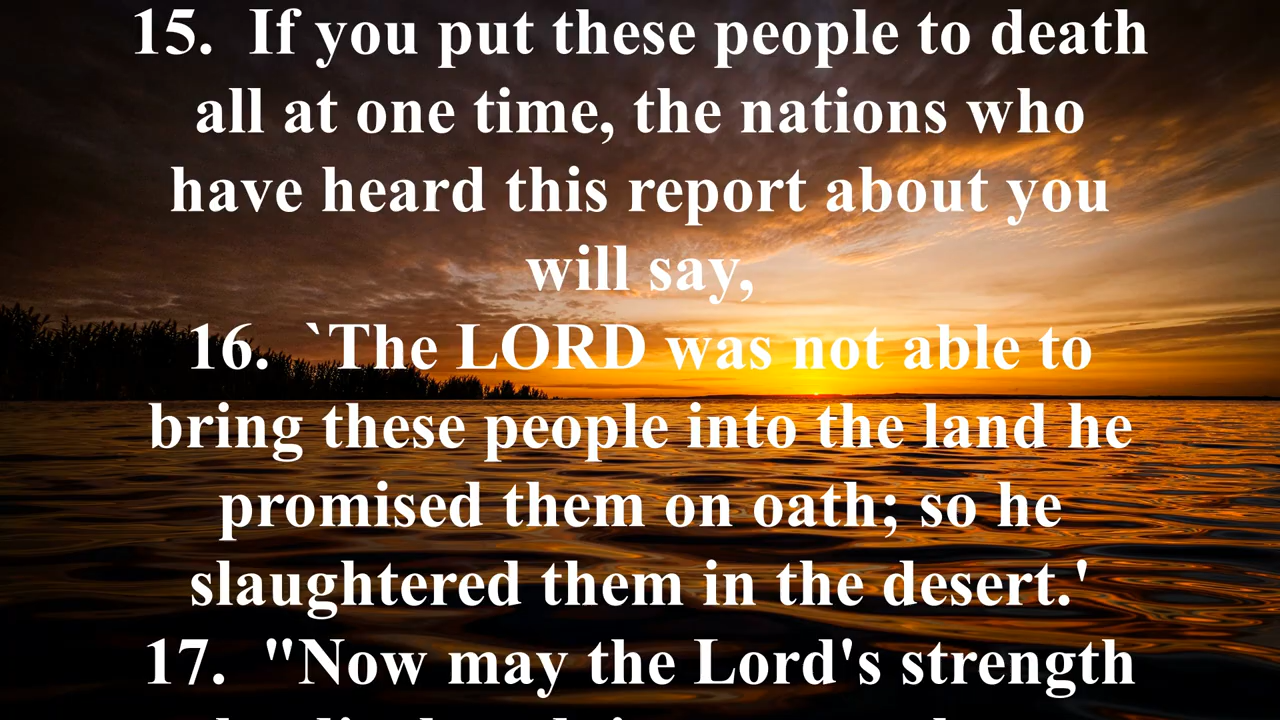 15.  If you put these people to death
all at one time, the nations who
have heard this report about you
will say,
16.  `The LORD was not able to
bring these people into the land he
promised them on oath; so he
slaughtered them in the desert.'
17.  "Now may the Lord's strength